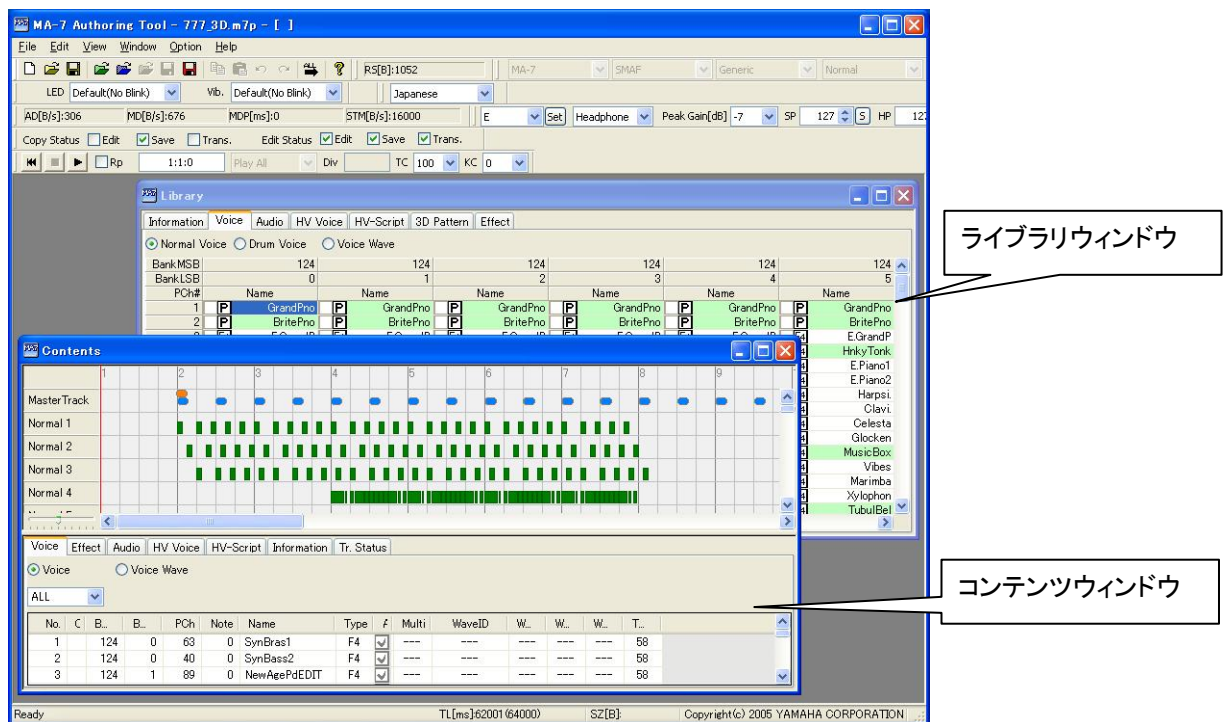 MA-7 Authoring Tool - 777_3D.m7p - [ ]
File Edit View Window Option Help
RS[B]:1052 MA-7 SMAF Generic Normal
LED Default(No Blink) Vib. Default(No Blink) Japanese
AD[B/s]:306 MD[B/s]:676 MDP[ms]:0 STM[B/s]:16000 E Set Headphone Peak Gain[dB] -7 SP 127 S HP 127
Copy Status Edit Save Trans. Edit Status Edit Save Trans.
Rp 1:1:0 Play All Div TC 100 KC 0
Library
Information Voice Audio HV Voice HV-Script 3D Pattern Effect
Normal Voice Drum Voice Voice Wave
BankMSB 124 124 124 124 124 124
BankLSB 0 1 2 3 4 5
PCh# Name Name Name Name Name Name
1 P GrandPno P GrandPno P GrandPno P GrandPno P GrandPno P GrandPno
2 P BritePno P BritePno P BritePno P BritePno P BritePno P BritePno
E.GrandP
HnkyTonk
E.Piano1
E.Piano2
Harpsi.
Clavi.
Celesta
Glocken
MusicBox
Vibes
Marimba
Xylophon
TubulBel
ライブラリウィンドウ
Contents
1 2 3 4 5 6 7 8 9
MasterTrack
Normal 1
Normal 2
Normal 3
Normal 4
Voice Effect Audio HV Voice HV-Script Information Tr. Status
Voice Voice Wave
ALL
No. C B... B... PCh Note Name Type Multi WaveID W... W... W... T...
1 124 0 63 0 SynBras1 F4 --- --- --- --- --- 58
2 124 0 40 0 SynBass2 F4 --- --- --- --- --- 58
3 124 1 89 0 NewAgePdEDIT F4 --- --- --- --- --- 58
コンテンツウィンドウ
Ready TL[ms]:62001 (64000) SZ[B]: Copyright(c) 2005 YAMAHA CORPORATION